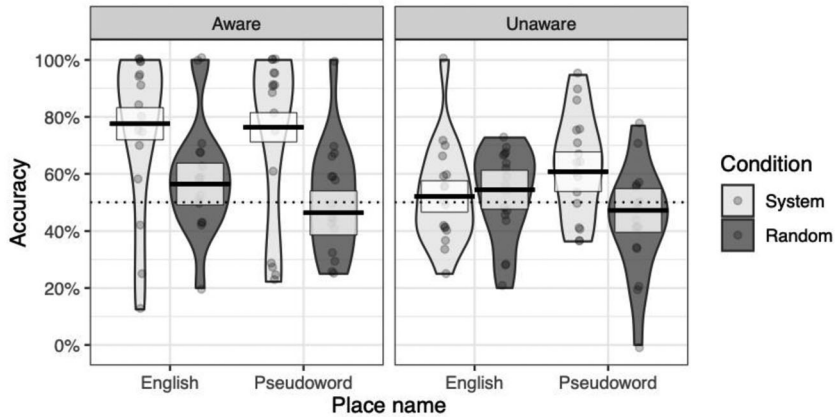 Aware
Unaware
100%
80%
60%
40%
20%
0%
Accuracy
English
Pseudoword
English
Pseudoword
Place name
Condition
System
Random